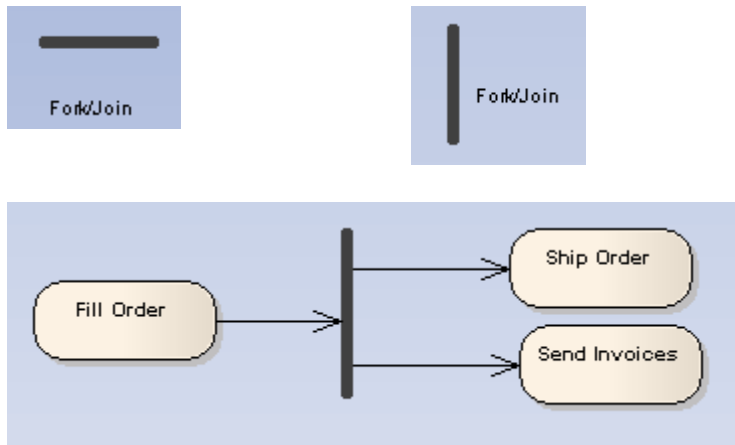 Fork/Join
Fork/Join
Fill Order
Ship Order
Send Invoices